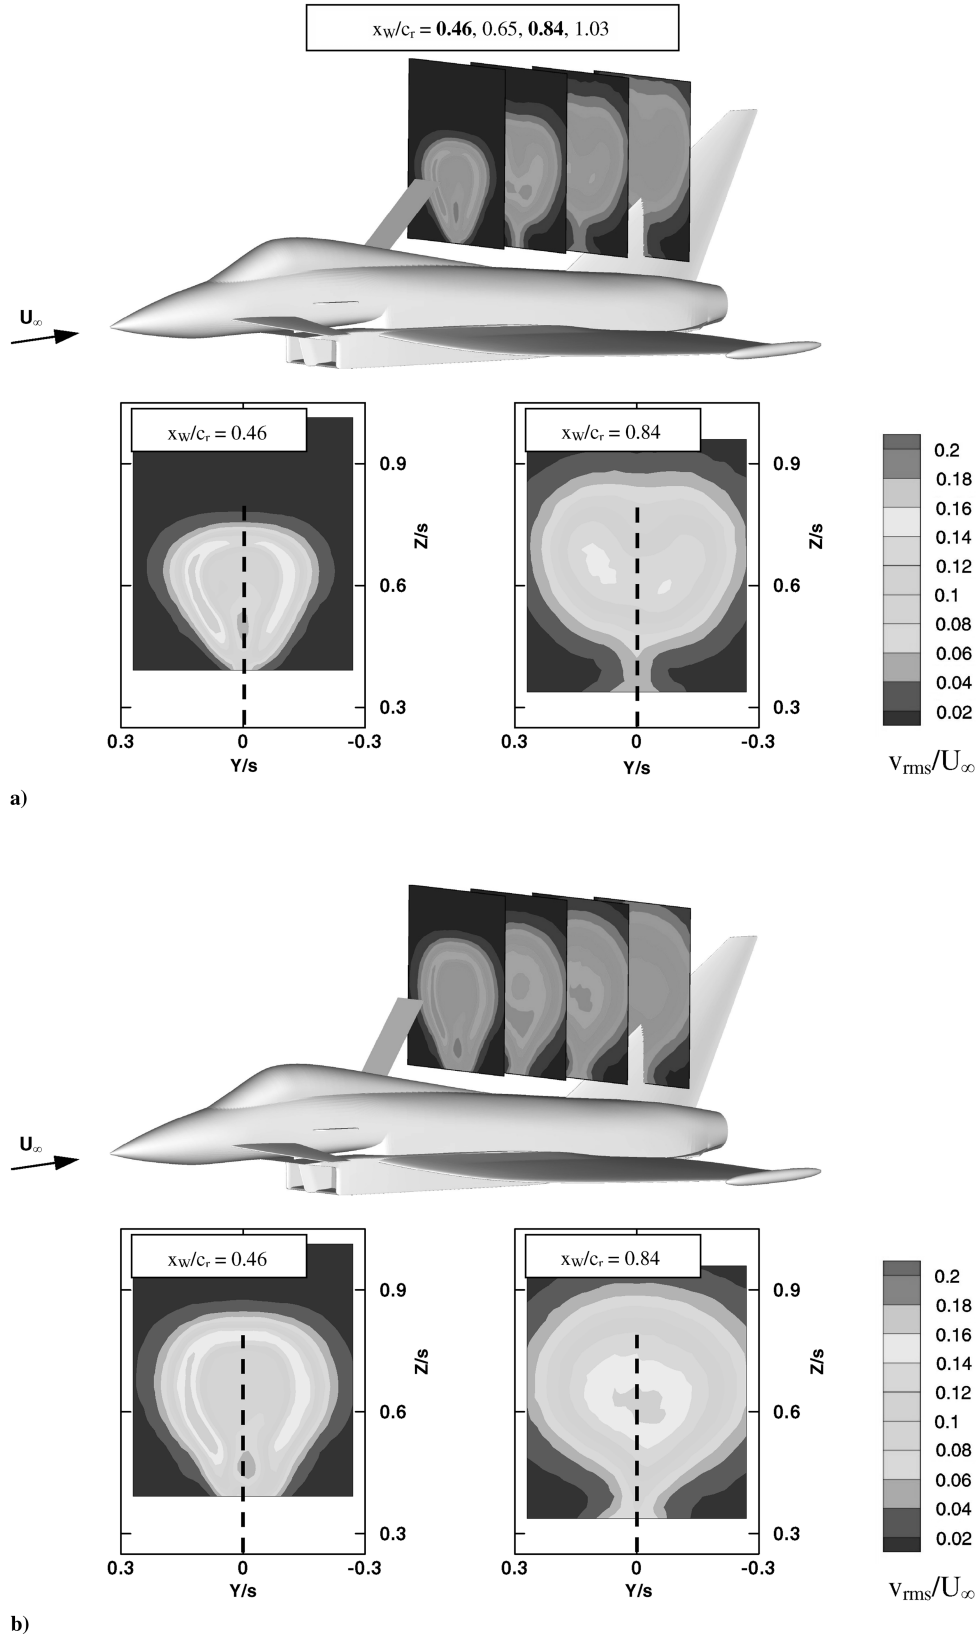 x_W/c_r = 0.46, 0.65, 0.84, 1.03
U_∞
x_W/c_r = 0.46
0.9
Z/s
0.6
0.3
0.3 0 -0.3
Y/s
x_W/c_r = 0.84
0.9
Z/s
0.6
0.3
0.3 0 -0.3
Y/s
0.2
0.18
0.16
0.14
0.12
0.1
0.08
0.06
0.04
0.02
v_rms/U_∞
a)
U_∞
x_W/c_r = 0.46
0.9
Z/s
0.6
0.3
0.3 0 -0.3
Y/s
x_W/c_r = 0.84
0.9
Z/s
0.6
0.3
0.3 0 -0.3
Y/s
0.2
0.18
0.16
0.14
0.12
0.1
0.08
0.06
0.04
0.02
v_rms/U_∞
b)